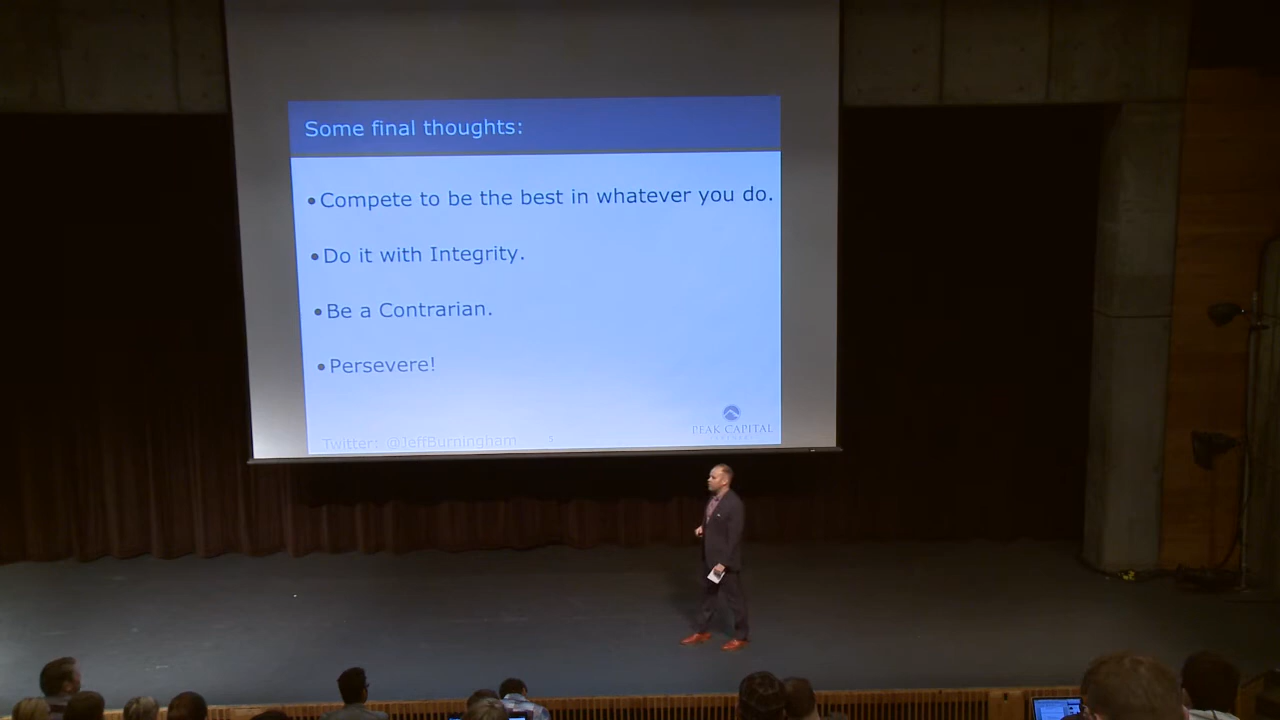 Some final thoughts:
•Compete to be the best in whatever you do.
•Do it with Integrity.
•Be a Contrarian.
•Persevere!
PEAK CAPITAL
Twitter: @JeffBurningham